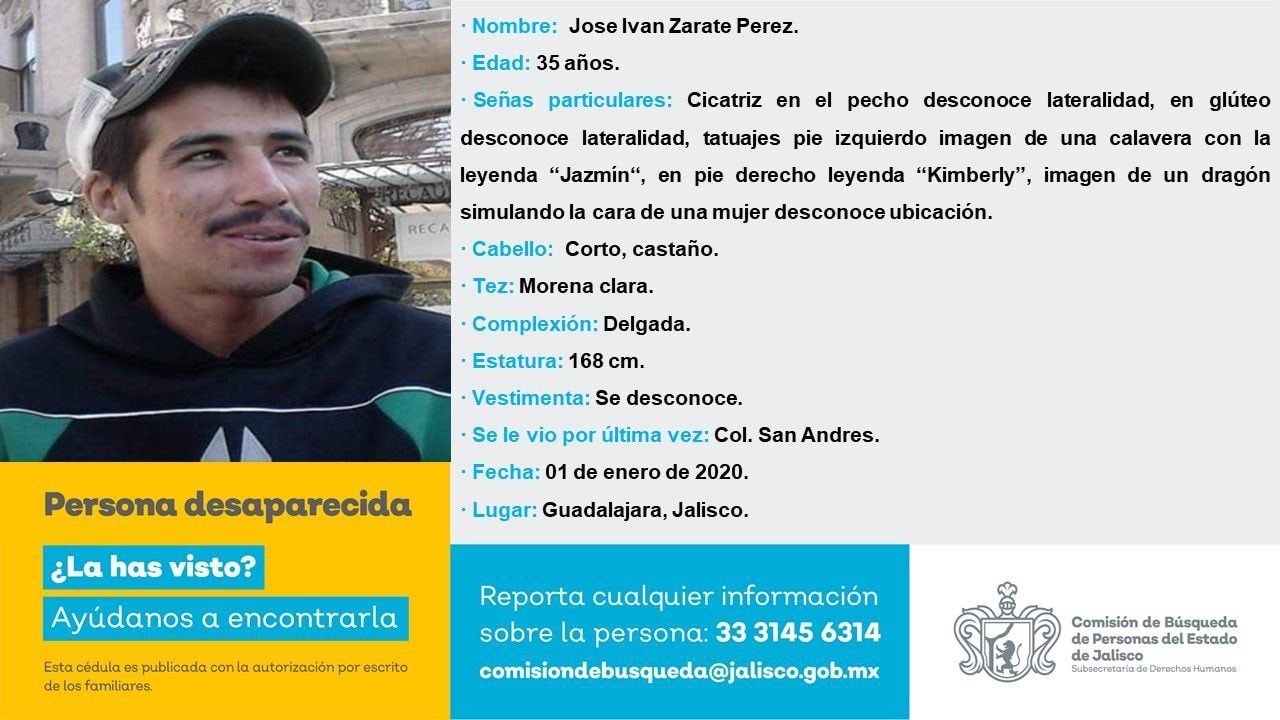 · Nombre: Jose Ivan Zarate Perez.
· Edad: 35 años.
· Señas particulares: Cicatriz en el pecho desconoce lateralidad, en glúteo
desconoce lateralidad, tatuajes pie izquierdo imagen de una calavera con la
leyenda “Jazmín“, en pie derecho leyenda “Kimberly”, imagen de un dragón
simulando la cara de una mujer desconoce ubicación.
· Cabello: Corto, castaño.
· Tez: Morena clara.
· Complexión: Delgada.
· Estatura: 168 cm.
· Vestimenta: Se desconoce.
· Se le vio por última vez: Col. San Andres.
· Fecha: 01 de enero de 2020.
· Lugar: Guadalajara, Jalisco.
Persona desaparecida
¿La has visto?
Ayúdanos a encontrarla
Esta cédula es publicada con la autorización por escrito
de los familiares.
Reporta cualquier información
sobre la persona: 33 3145 6314
comisiondebusqueda@jalisco.gob.mx
Comisión de Búsqueda
de Personas del Estado
de Jalisco
Subsecretaría de Derechos Humanos